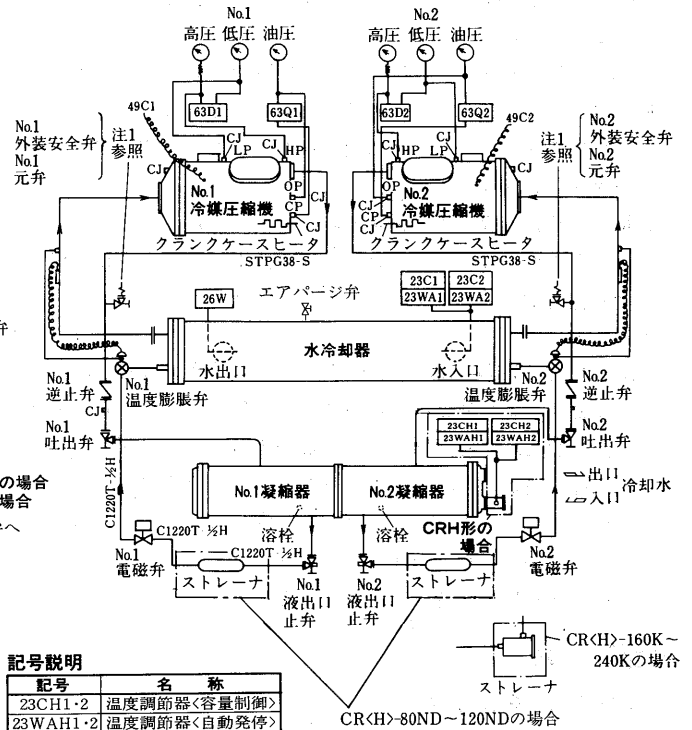 No.1
高圧 低圧 油圧
No.2
高圧 低圧 油圧
49C1
63D1
63Q1
63D2
63Q2
49C2
No.1
外装安全弁
No.1
元弁
CJ
注1
参照
CJ
LP
CJ
HP
OP
CJ
CP
CJ
No.1
冷媒圧縮機
クランクケースヒータ
STPG38-S
CJ
HP
LP
CJ
OP
CJ
CP
CJ
No.2
冷媒圧縮機
クランクケースヒータ
STPG38-S
CJ
注1
参照
No.2
外装安全弁
No.2
元弁
26W
エアパージ弁
23C1
23WA1
23C2
23WA2
水冷却器
水出口
水入口
弁
No.1
逆止弁
CJ
No.1
温度膨脹弁
No.2
温度膨脹弁
No.2
逆止弁
No.1
吐出弁
No.2
吐出弁
23CH1
23WAH1
23CH2
23WAH2
の場合
場合
へ
C1220T-½H
No.1凝縮器
No.2凝縮器
出口
入口
冷却水
溶栓
溶栓
CRH形の
場合
C1220T-½H
C1220T-½H
No.1
電磁弁
ストレーナ
No.1
液出口
止弁
No.2
液出口
止弁
ストレーナ
No.2
電磁弁
CR<H>-160K～
240Kの場合
ストレーナ
CR<H>-80ND～120NDの場合
記号説明
記号 名称
23CH1・2 温度調節器<容量制御>
23WAH1・2 温度調節器<自動発停>